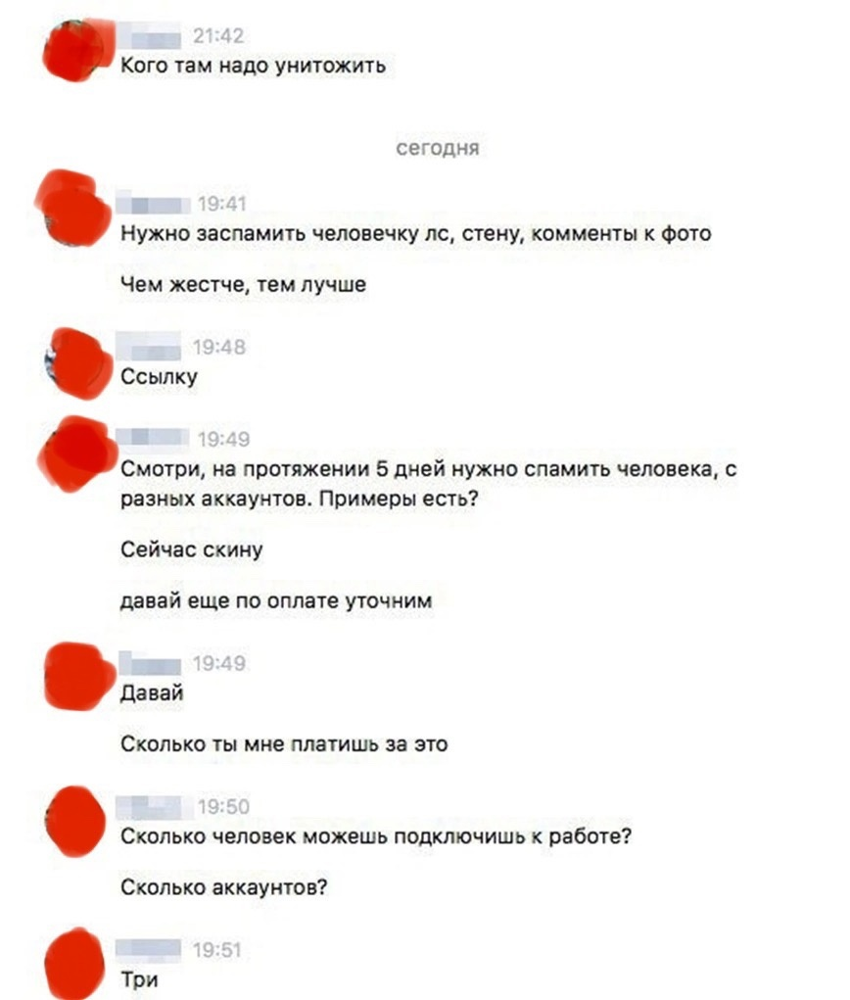 21:42
Кого там надо унитожить
сегодня
19:41
Нужно заспамить человечку лс, стену, комменты к фото
Чем жестче, тем лучше
19:48
Ссылку
19:49
Смотри, на протяжении 5 дней нужно спамить человека, с
разных аккаунтов. Примеры есть?
Сейчас скину
давай еще по оплате уточним
19:49
Давай
Сколько ты мне платишь за это
19:50
Сколько человек можешь подключишь к работе?
Сколько аккаунтов?
19:51
Три